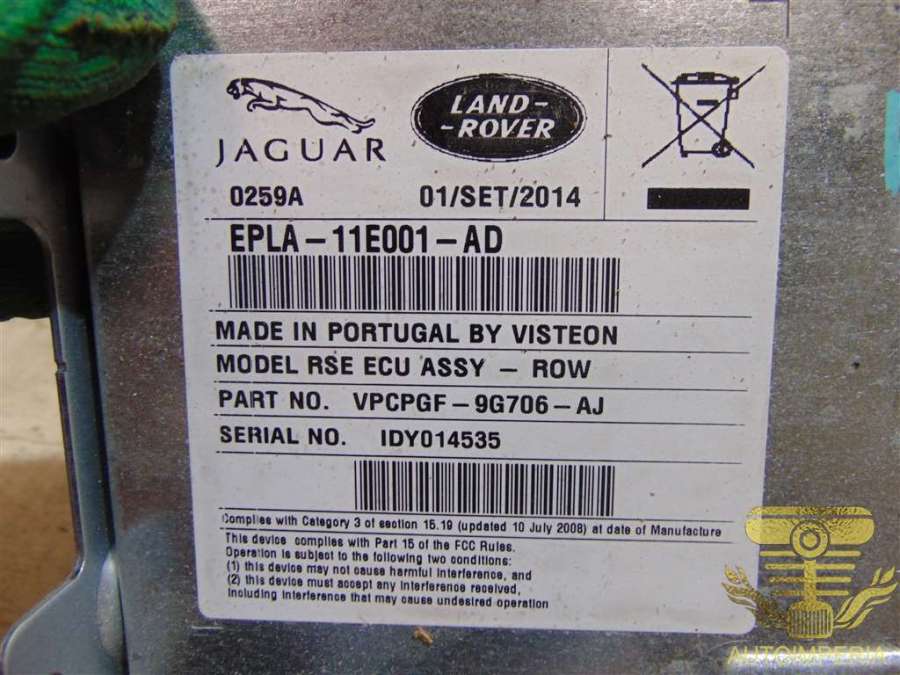 JAGUAR
LAND-
-ROVER
0259A 01/SET/2014
EPLA-11E001-AD
MADE IN PORTUGAL BY VISTEON
MODEL RSE ECU ASSY - ROW
PART NO. VPCPGF-9G706-AJ
SERIAL NO. IDY014535
Complies with Category 3 of section 15.19 (updated 10 July 2008) at date of Manufacture
This device complies with Part 15 of the FCC Rules.
Operation is subject to the following two conditions:
(1) this device may not cause harmful interference, and
(2) this device must accept any interference received,
including interference that may cause undesired operation
AUTOIMPERIA